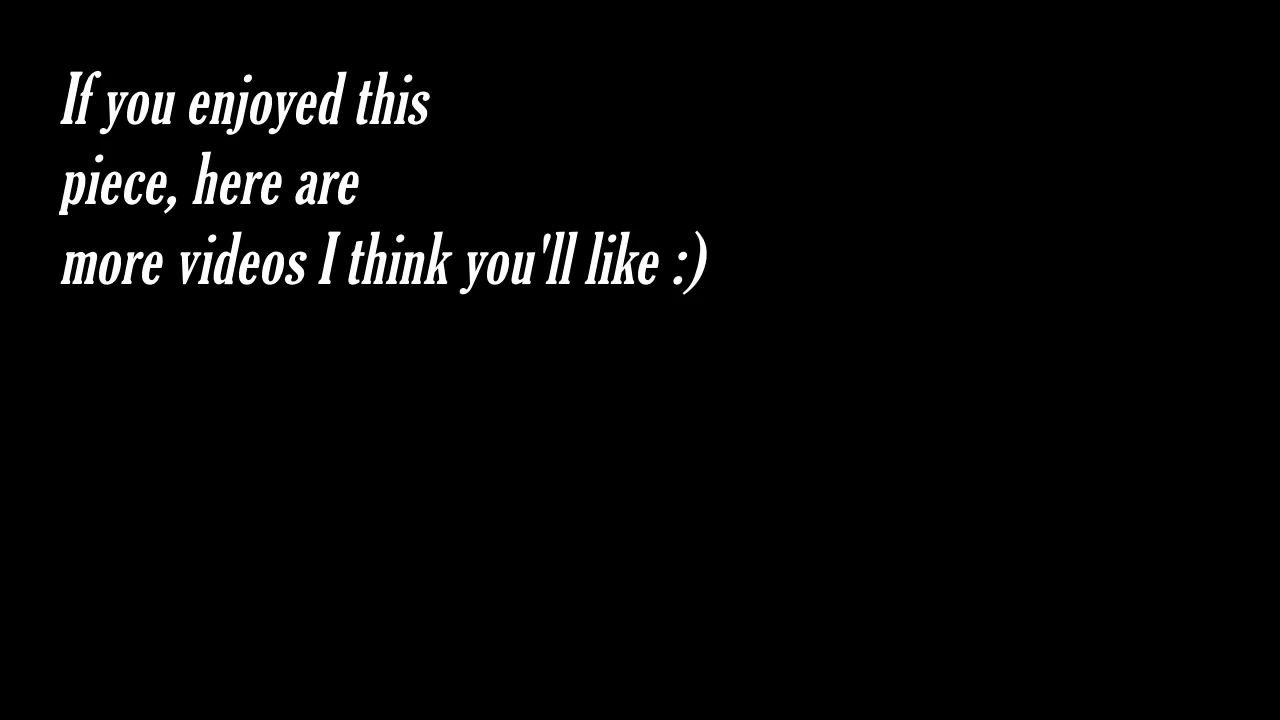 If you enjoyed this
piece, here are
more videos I think you'll like :)